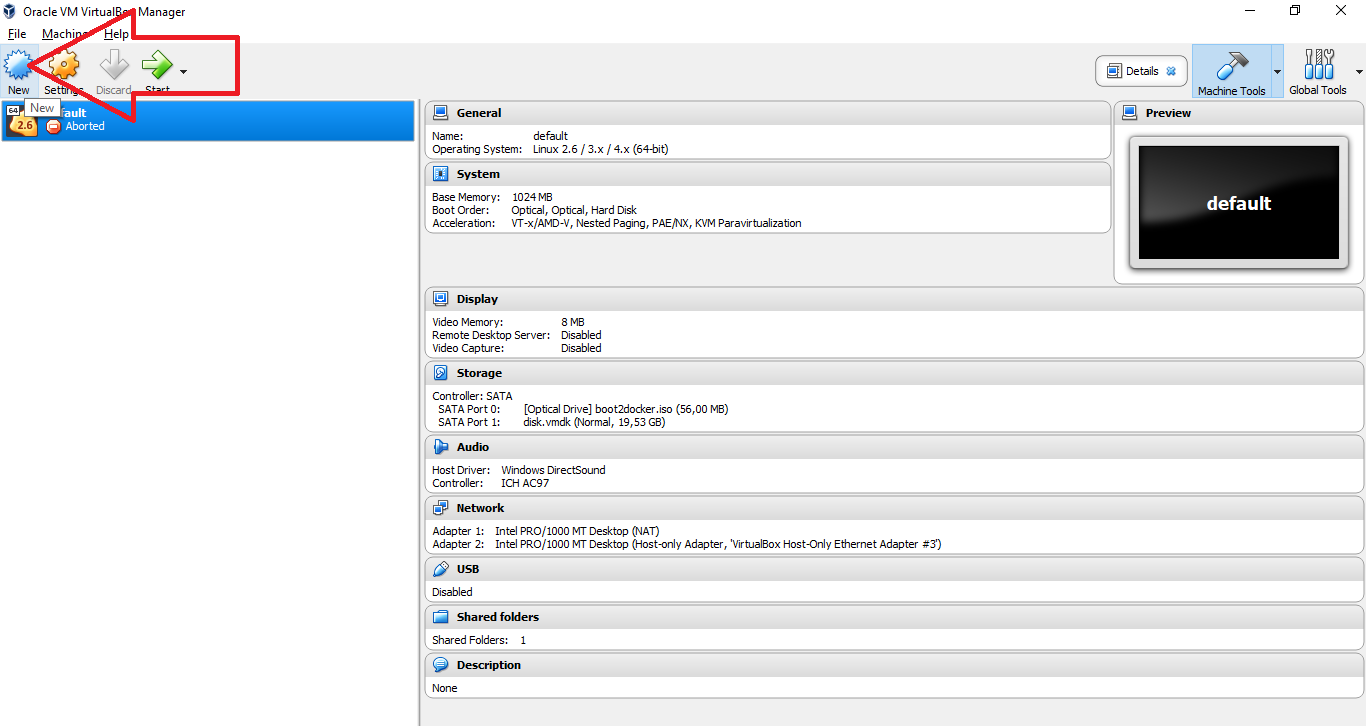 Oracle VM VirtualBo Manager
File Machin Help
New Settings Discard Start
Details Machine Tools Global Tools
New
64
2.6
fault
Aborted
General
Name: default
Operating System: Linux 2.6 / 3.x / 4.x (64-bit)
System
Base Memory: 1024 MB
Boot Order: Optical, Optical, Hard Disk
Acceleration: VT-x/AMD-V, Nested Paging, PAE/NX, KVM Paravirtualization
Preview
default
Display
Video Memory: 8 MB
Remote Desktop Server: Disabled
Video Capture: Disabled
Storage
Controller: SATA
SATA Port 0: [Optical Drive] boot2docker.iso (56,00 MB)
SATA Port 1: disk.vmdk (Normal, 19,53 GB)
Audio
Host Driver: Windows DirectSound
Controller: ICH AC97
Network
Adapter 1: Intel PRO/1000 MT Desktop (NAT)
Adapter 2: Intel PRO/1000 MT Desktop (Host-only Adapter, 'VirtualBox Host-Only Ethernet Adapter #3')
USB
Disabled
Shared folders
Shared Folders: 1
Description
None